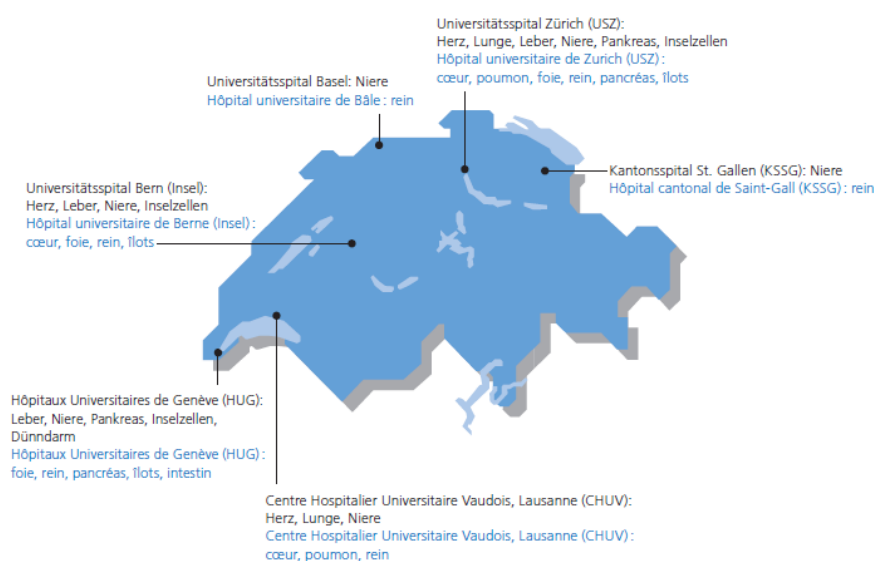 Universitätsspital Zürich (USZ):
Herz, Lunge, Leber, Niere, Pankreas, Inselzellen
Hôpital universitaire de Zurich (USZ) :
cœur, poumon, foie, rein, pancréas, îlots
Universitätsspital Basel: Niere
Hôpital universitaire de Bâle : rein
Kantonsspital St. Gallen (KSSG): Niere
Hôpital cantonal de Saint-Gall (KSSG) : rein
Universitätsspital Bern (Insel):
Herz, Leber, Niere, Inselzellen
Hôpital universitaire de Berne (Insel) :
cœur, foie, rein, îlots
Hôpitaux Universitaires de Genève (HUG):
Leber, Niere, Pankreas, Inselzellen,
Dünndarm
Hôpitaux Universitaires de Genève (HUG) :
foie, rein, pancréas, îlots, intestin
Centre Hospitalier Universitaire Vaudois, Lausanne (CHUV):
Herz, Lunge, Niere
Centre Hospitalier Universitaire Vaudois, Lausanne (CHUV) :
cœur, poumon, rein